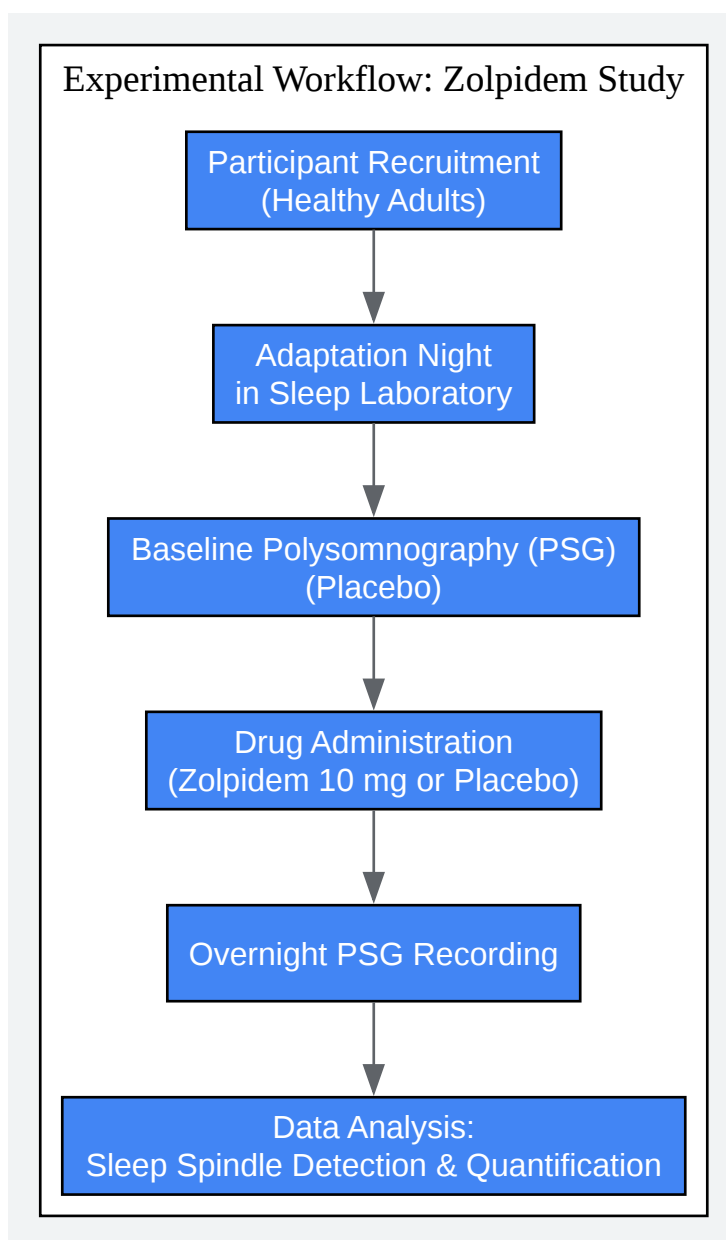 Experimental Workflow: Zolpidem Study
Participant Recruitment
(Healthy Adults)
Adaptation Night
in Sleep Laboratory
Baseline Polysomnography (PSG)
(Placebo)
Drug Administration
(Zolpidem 10 mg or Placebo)
Overnight PSG Recording
Data Analysis:
Sleep Spindle Detection & Quantification